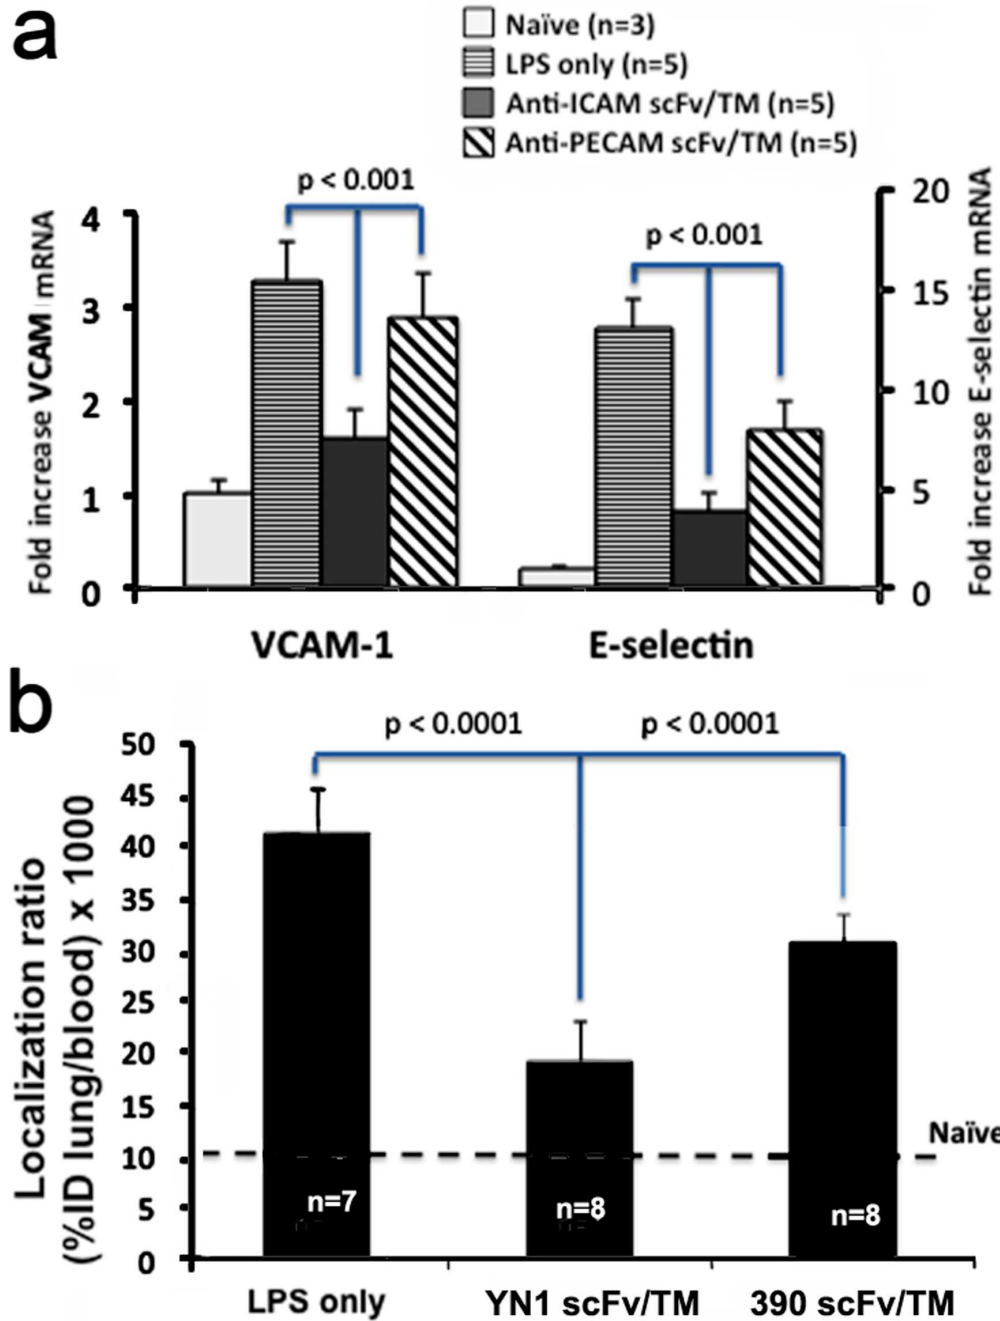 a
Naïve (n=3)
LPS only (n=5)
Anti-ICAM scFv/TM (n=5)
Anti-PECAM scFv/TM (n=5)
Fold increase VCAM mRNA
4
3
2
1
0
p < 0.001
p < 0.001
20
15
10
5
0
Fold increase E-selectin mRNA
VCAM-1
E-selectin
b
Localization ratio
(%ID lung/blood) x 1000
50
45
40
35
30
25
20
15
10
5
0
p < 0.0001
p < 0.0001
Naïve
n=7
n=8
n=8
LPS only
YN1 scFv/TM
390 scFv/TM